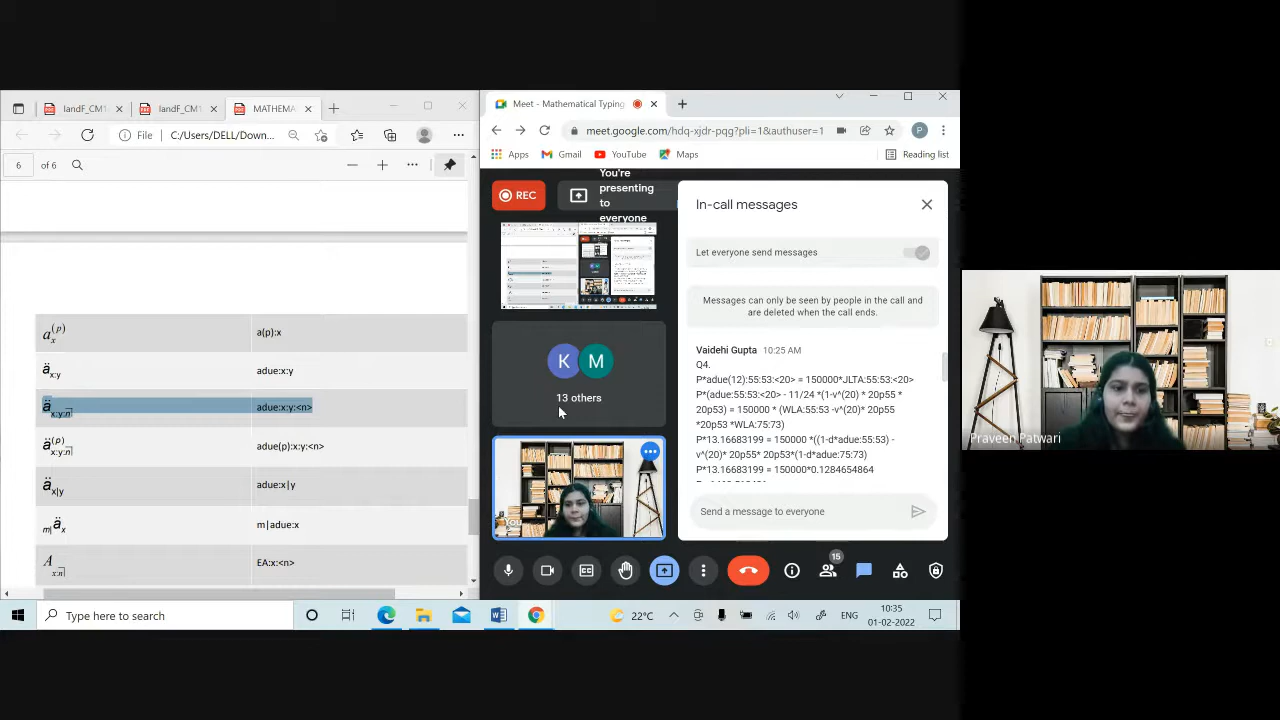 IandF_CM1
IandF_CM1
MATHEMA
File
C:/Users/DELL/Down...
6
of 6
a(p):x
adue:x:y
adue:x:y:<n>
adue(p):x:y:<n>
adue:x|y
m|adue:x
EA:x:<n>
Meet - Mathematical Typing
meet.google.com/hdq-xjdr-pqg?pli=1&authuser=1
P
Apps
Gmail
YouTube
Maps
Reading list
REC
You're
presenting
to
everyone
K
M
13 others
You
In-call messages
Let everyone send messages
Messages can only be seen by people in the call and
are deleted when the call ends.
Vaidehi Gupta 10:25 AM
Q4.
P*adue(12):55:53:<20> = 150000*JLTA:55:53:<20>
P*(adue:55:53:<20> - 11/24 *(1-v^(20) * 20p55 *
20p53) = 150000 * (WLA:55:53 -v^(20)* 20p55
*20p53 *WLA:75:73)
P*13.16683199 = 150000 *((1-d*adue:55:53) -
v^(20)* 20p55* 20p53*(1-d*adue:75:73)
P*13.16683199 = 150000*0.1284654864
Send a message to everyone
15
Type here to search
22°C
ENG
10:35
01-02-2022
Praveen Patwari